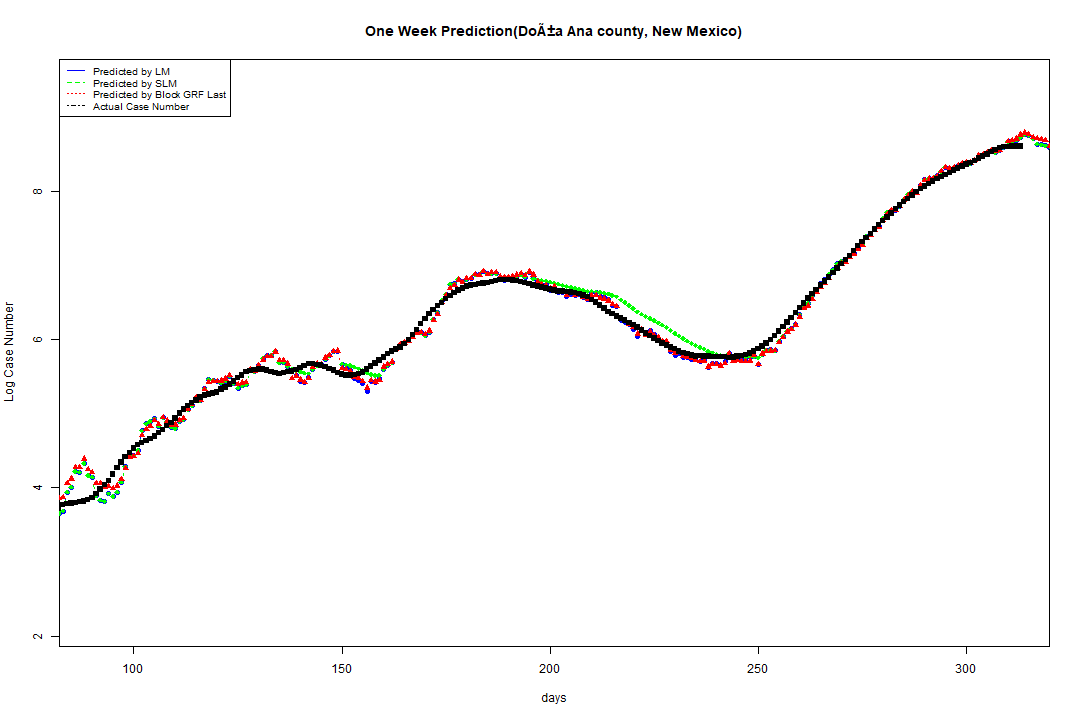 One Week Prediction(DoÃ±a Ana county, New Mexico)
Predicted by LM
Predicted by SLM
Predicted by Block GRF Last
Actual Case Number
Log Case Number
8
6
4
2
100 150 200 250 300
days